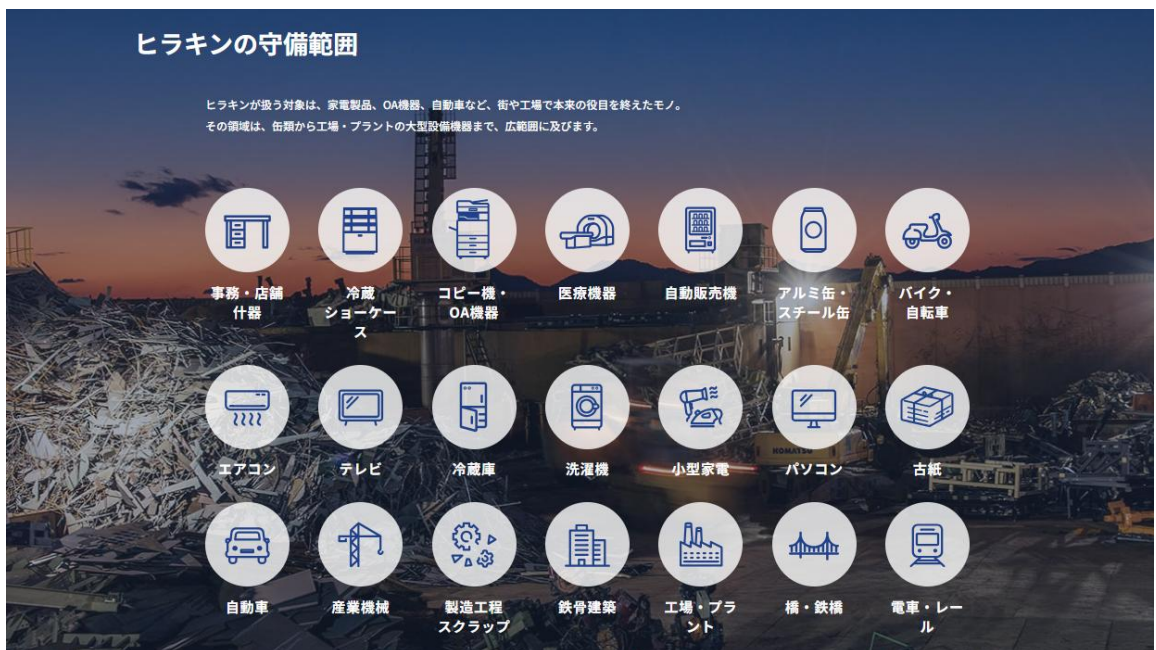 ヒラキンの守備範囲
ヒラキンが扱う対象は、家電製品、OA機器、自動車など、街や工場で本来の役目を終えたモノ。
その領域は、缶類から工場・プラントの大型設備機器まで、広範囲に及びます。
事務・店舗
什器
冷蔵
ショーケー
ス
コピー機・
OA機器
医療機器
自動販売機
アルミ缶・
スチール缶
バイク・
自転車
エアコン
テレビ
冷蔵庫
洗濯機
小型家電
パソコン
古紙
KOMATSU
自動車
産業機械
製造工程
スクラップ
鉄骨建築
工場・プラ
ント
橋・鉄橋
電車・レー
ル